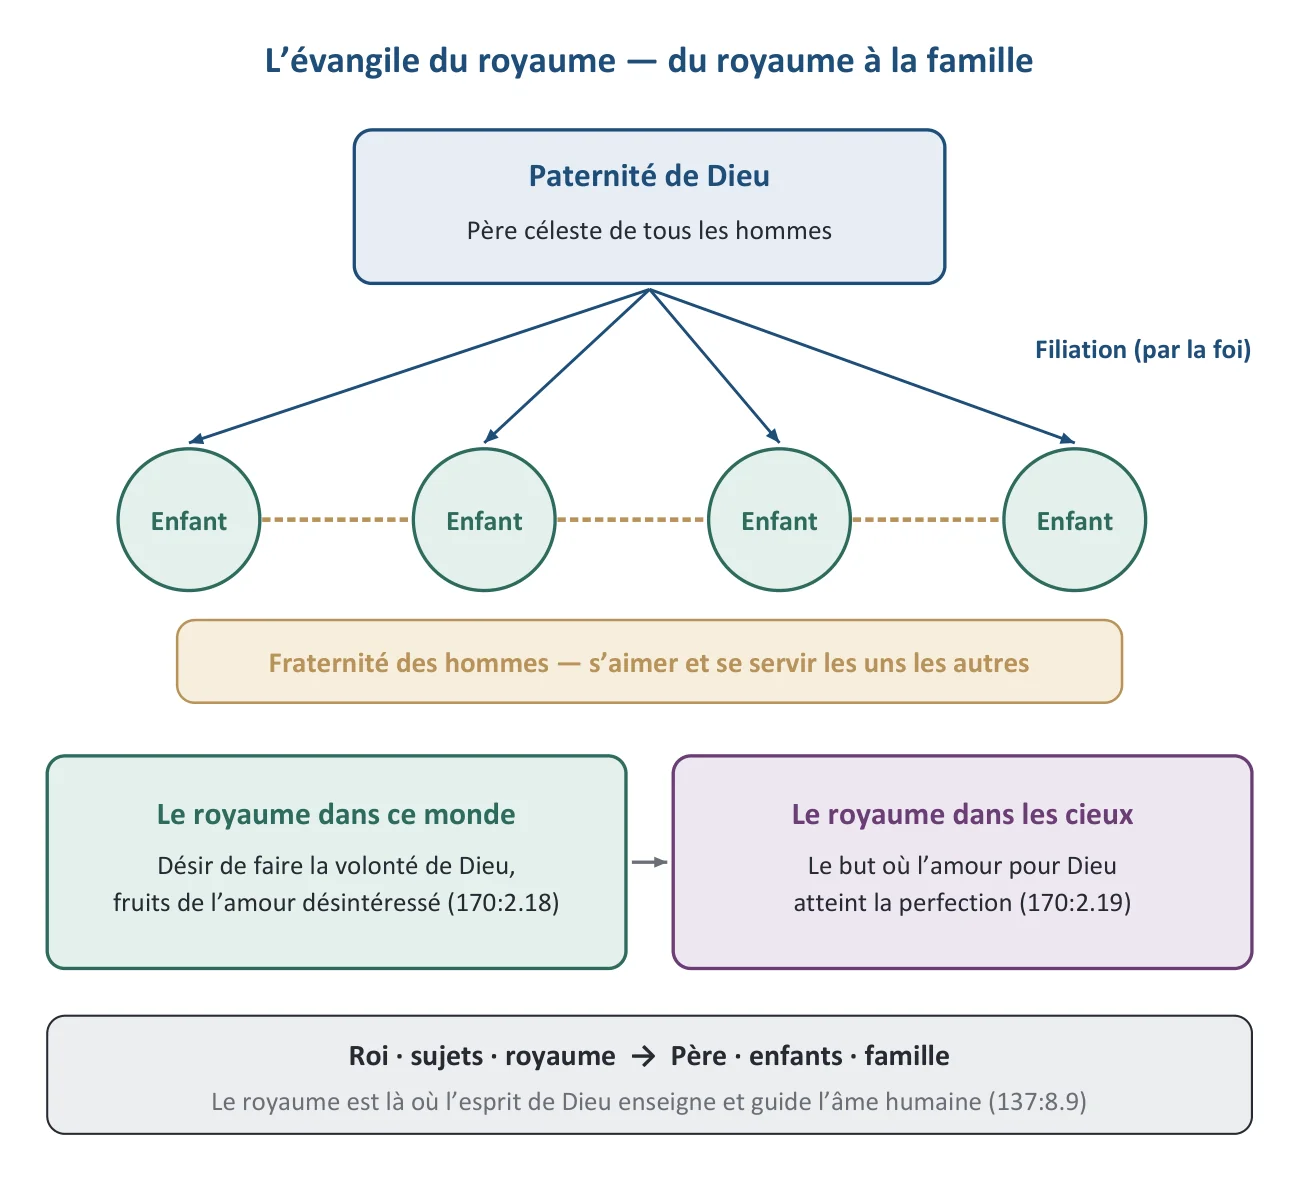 L’évangile du royaume — du royaume à la famille
Paternité de Dieu
Père céleste de tous les hommes
Filiation (par la foi)
Enfant
Enfant
Enfant
Enfant
Fraternité des hommes — s’aimer et se servir les uns les autres
Le royaume dans ce monde
Désir de faire la volonté de Dieu,
fruits de l’amour désintéressé (170:2.18)
Le royaume dans les cieux
Le but où l’amour pour Dieu
atteint la perfection (170:2.19)
Roi · sujets · royaume → Père · enfants · famille
Le royaume est là où l’esprit de Dieu enseigne et guide l’âme humaine (137:8.9)